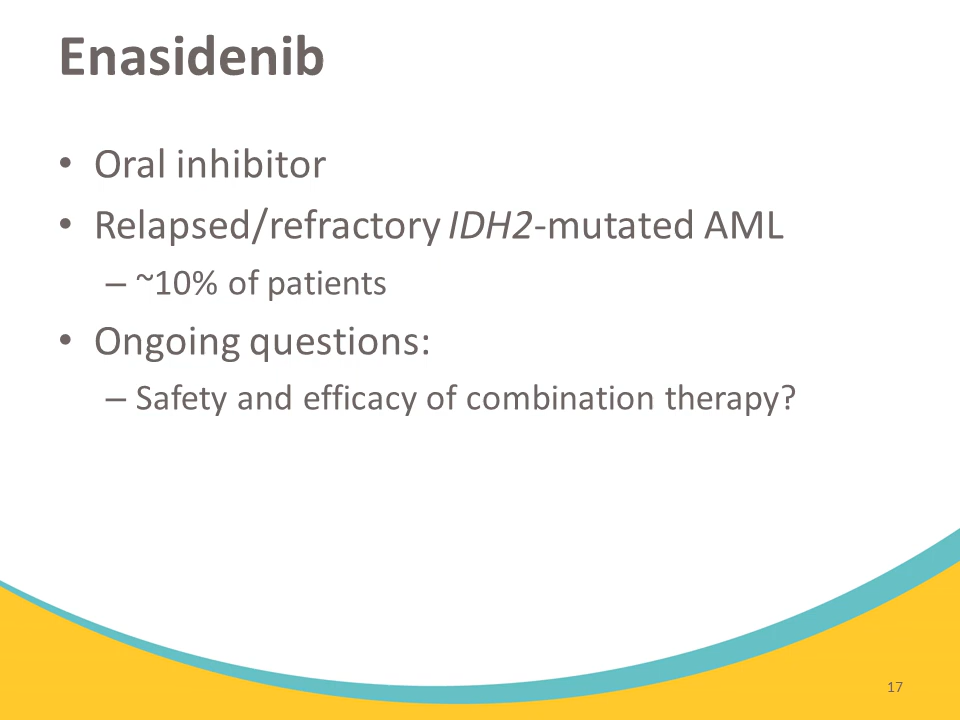 Enasidenib
• Oral inhibitor
• Relapsed/refractory IDH2-mutated AML
– ~10% of patients
• Ongoing questions:
– Safety and efficacy of combination therapy?
17